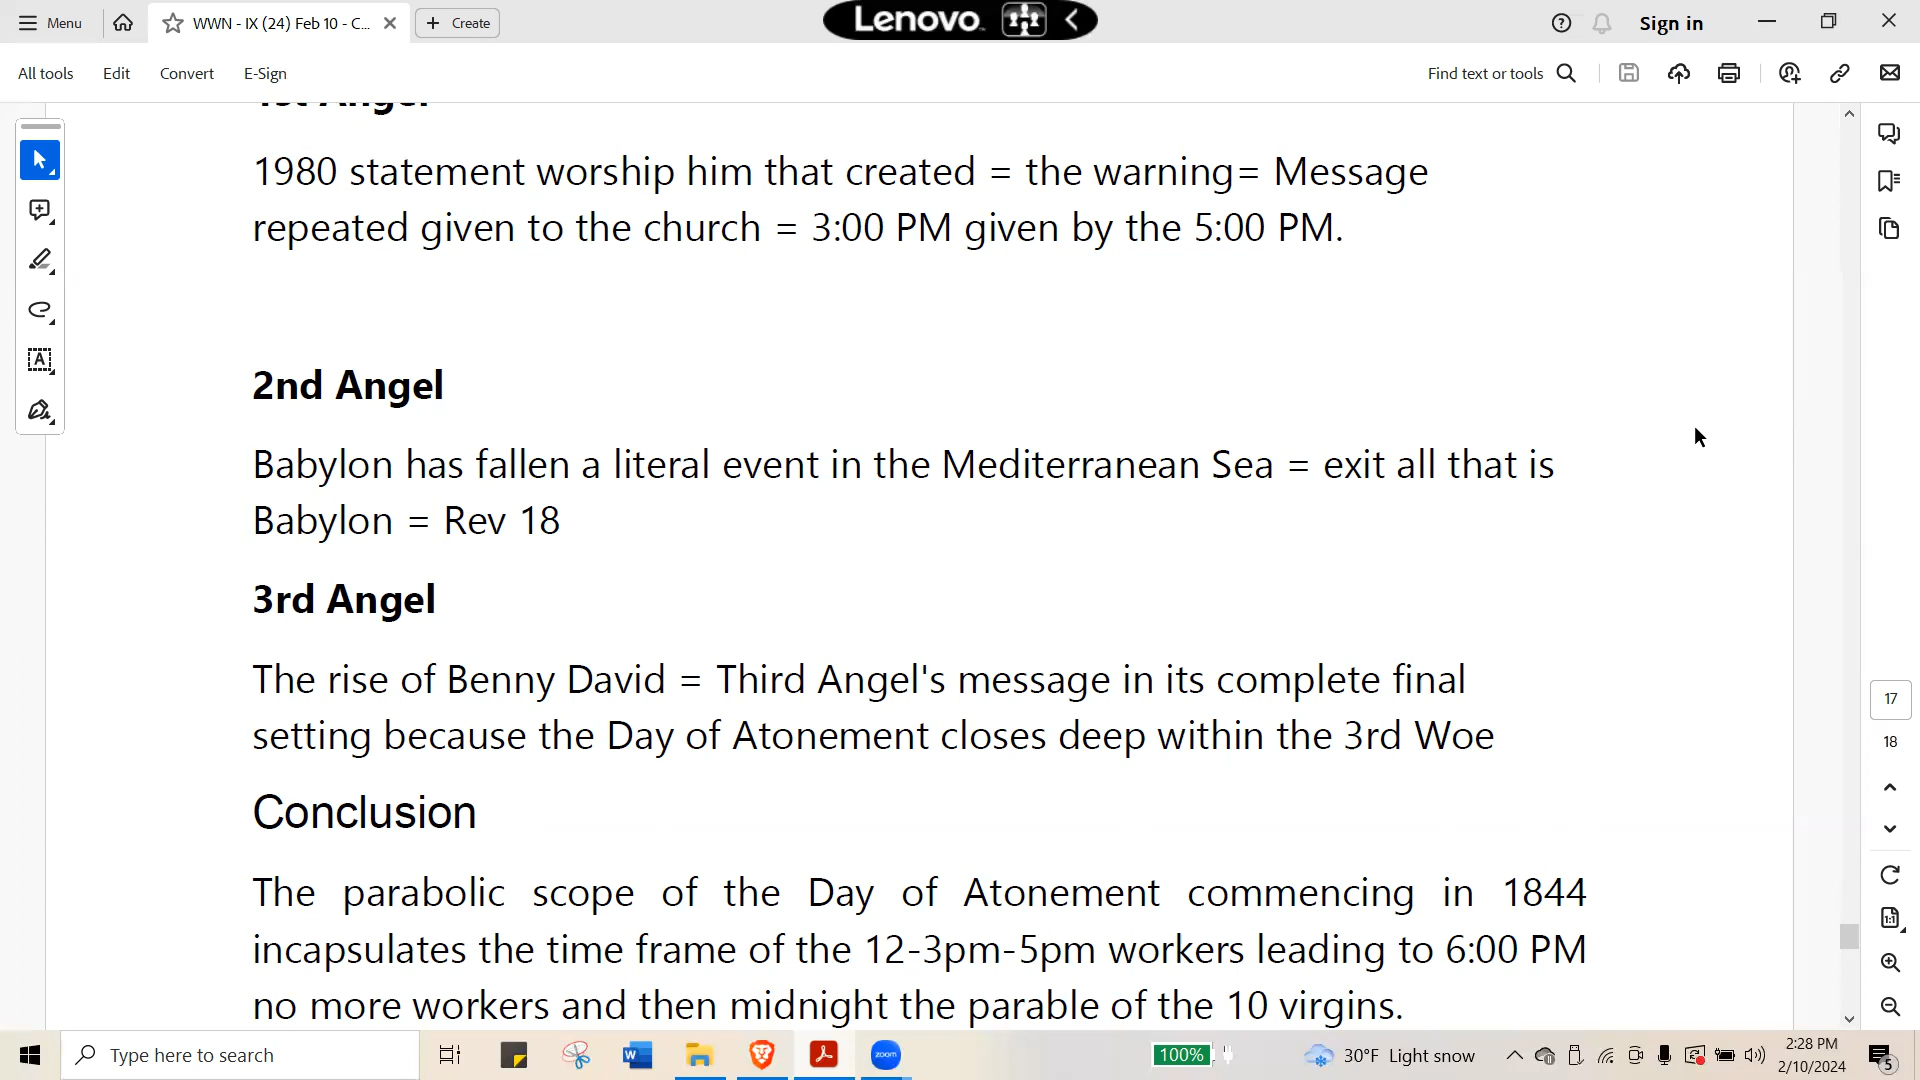 Menu
WWN - IX (24) Feb 10 - C...
Create
Lenovo
Sign in
All tools
Edit
Convert
E-Sign
Find text or tools
1st Angel
1980 statement worship him that created = the warning= Message
repeated given to the church = 3:00 PM given by the 5:00 PM.
2nd Angel
Babylon has fallen a literal event in the Mediterranean Sea = exit all that is
Babylon = Rev 18
3rd Angel
The rise of Benny David = Third Angel's message in its complete final
setting because the Day of Atonement closes deep within the 3rd Woe
Conclusion
The parabolic scope of the Day of Atonement commencing in 1844
incapsulates the time frame of the 12-3pm-5pm workers leading to 6:00 PM
no more workers and then midnight the parable of the 10 virgins.
17
18
1:1
Type here to search
W
zoom
100%
30°F Light snow
2:28 PM
2/10/2024
5